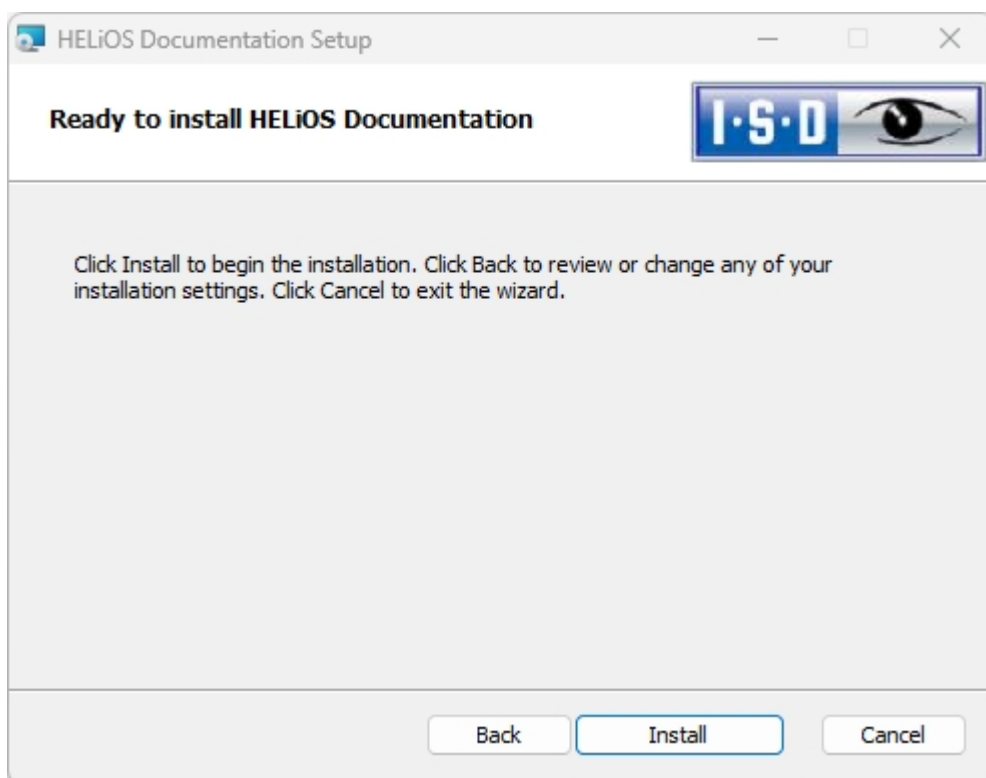 HELiOS Documentation Setup
Ready to install HELiOS Documentation
I·S·D
Click Install to begin the installation. Click Back to review or change any of your
installation settings. Click Cancel to exit the wizard.
Back
Install
Cancel